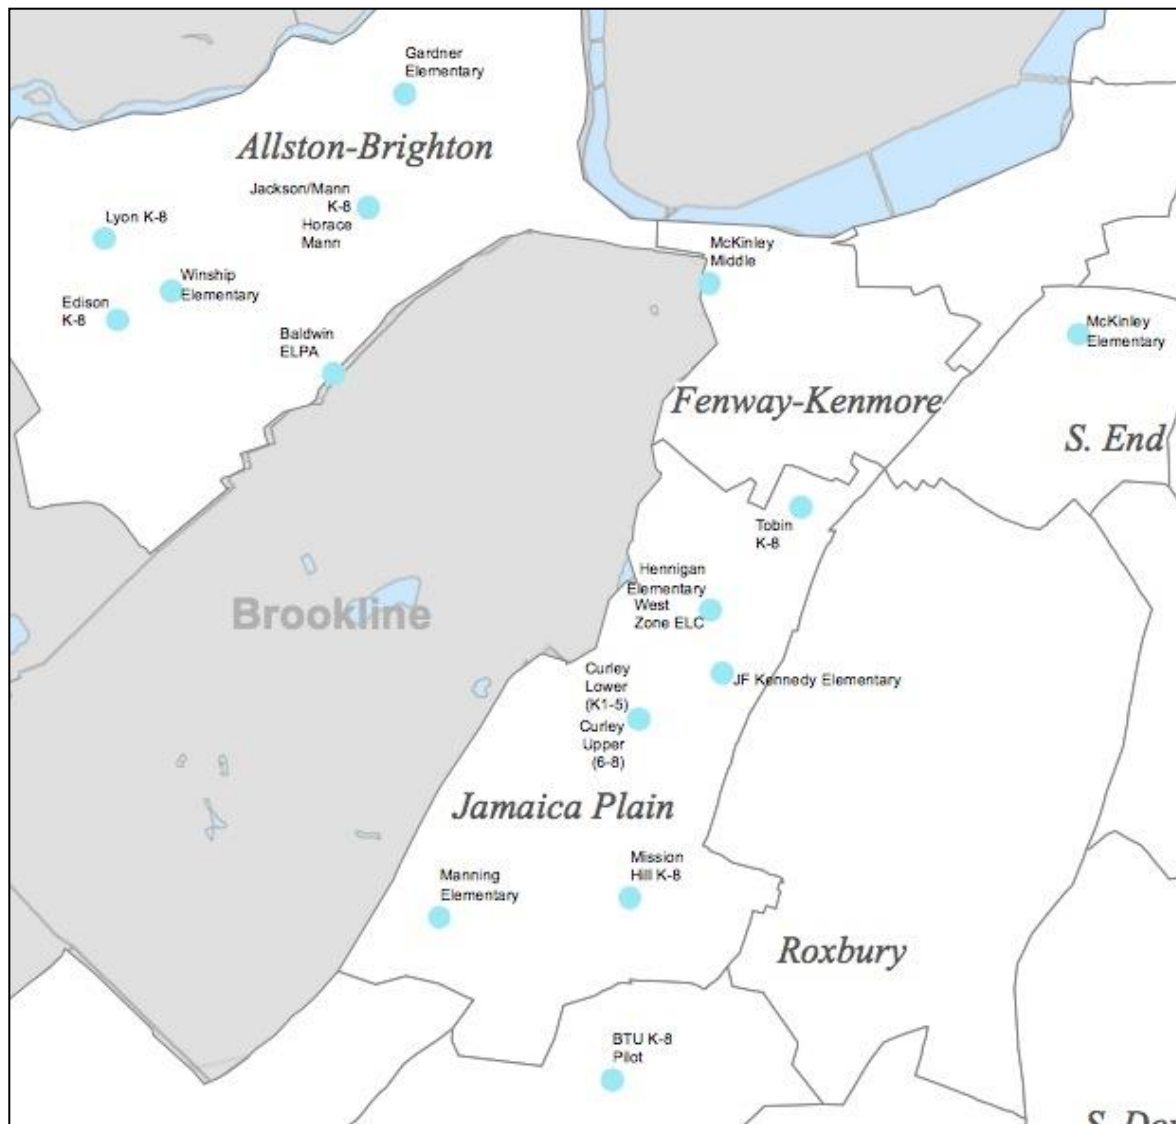 Gardner
Elementary
Allston-Brighton
Jackson/Mann
K-8
Horace
Mann
Lyon K-8
Winship
Elementary
Edison
K-8
Baldwin
ELPA
McKinley
Middle
McKinley
Elementary
Fenway-Kenmore
S. End
Tobin
K-8
Hennigan
Elementary
West
Zone ELC
Brookline
JF Kennedy Elementary
Curley
Lower
(K1-5)
Curley
Upper
(6-8)
Jamaica Plain
Manning
Elementary
Mission
Hill K-8
Roxbury
BTU K-8
Pilot
S.